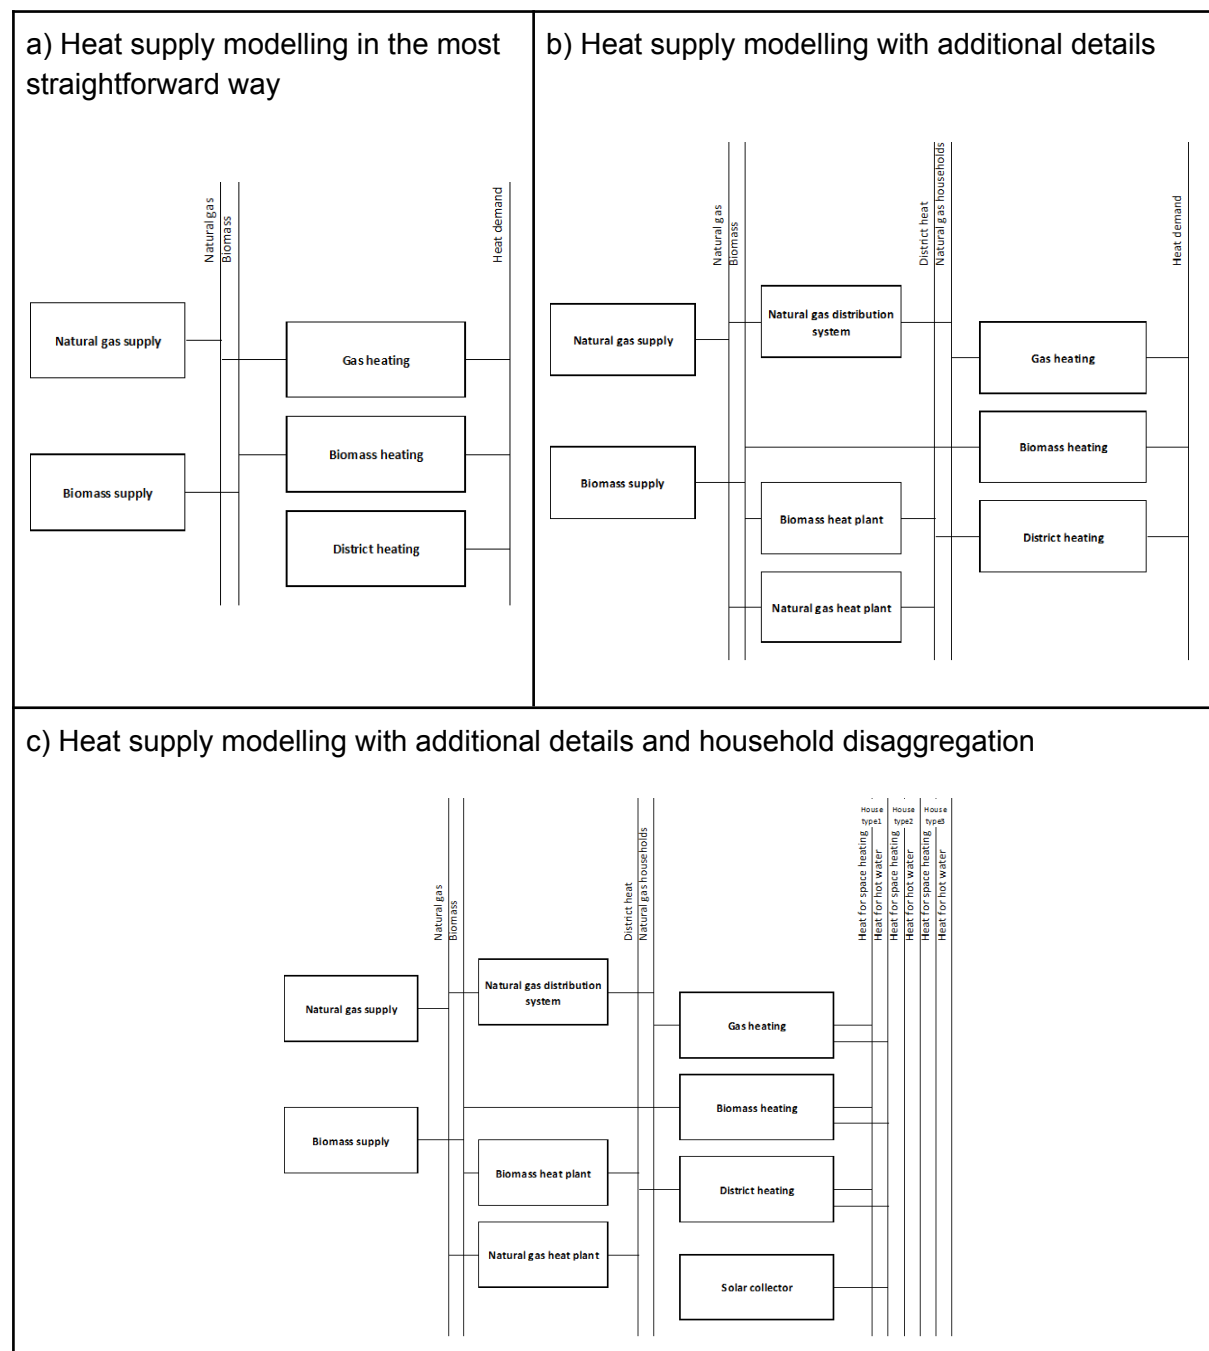 a) Heat supply modelling in the most
straightforward way
Natural gas
Biomass
Heat demand
Natural gas supply
Gas heating
Biomass heating
Biomass supply
District heating
b) Heat supply modelling with additional details
Natural gas
Biomass
District heat
Natural gas households
Heat demand
Natural gas distribution
system
Natural gas supply
Gas heating
Biomass heating
Biomass supply
Biomass heat plant
District heating
Natural gas heat plant
c) Heat supply modelling with additional details and household disaggregation
House
type1
House
type2
House
type3
Natural gas
Biomass
District heat
Natural gas households
Heat for space heating
Heat for hot water
Heat for space heating
Heat for hot water
Heat for space heating
Heat for hot water
Natural gas distribution
system
Natural gas supply
Gas heating
Biomass heating
Biomass supply
Biomass heat plant
District heating
Natural gas heat plant
Solar collector